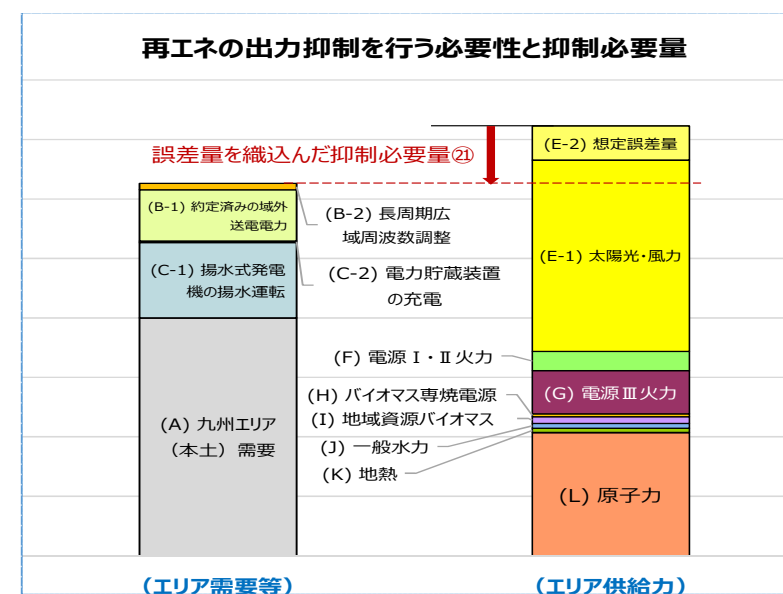 再エネの出力抑制を行う必要性と抑制必要量
誤差量を織込んだ抑制必要量㉑
(B-1) 約定済みの域外
送電電力
(B-2) 長周期広
域周波数調整
(C-1) 揚水式発電
機の揚水運転
(C-2) 電力貯蔵装置
の充電
(A) 九州エリア
（本土）需要
(E-2) 想定誤差量
(E-1) 太陽光・風力
(F) 電源Ⅰ・Ⅱ火力
(G) 電源Ⅲ火力
(H) バイオマス専焼電源
(I) 地域資源バイオマス
(J) 一般水力
(K) 地熱
(L) 原子力
（エリア需要等）
（エリア供給力）